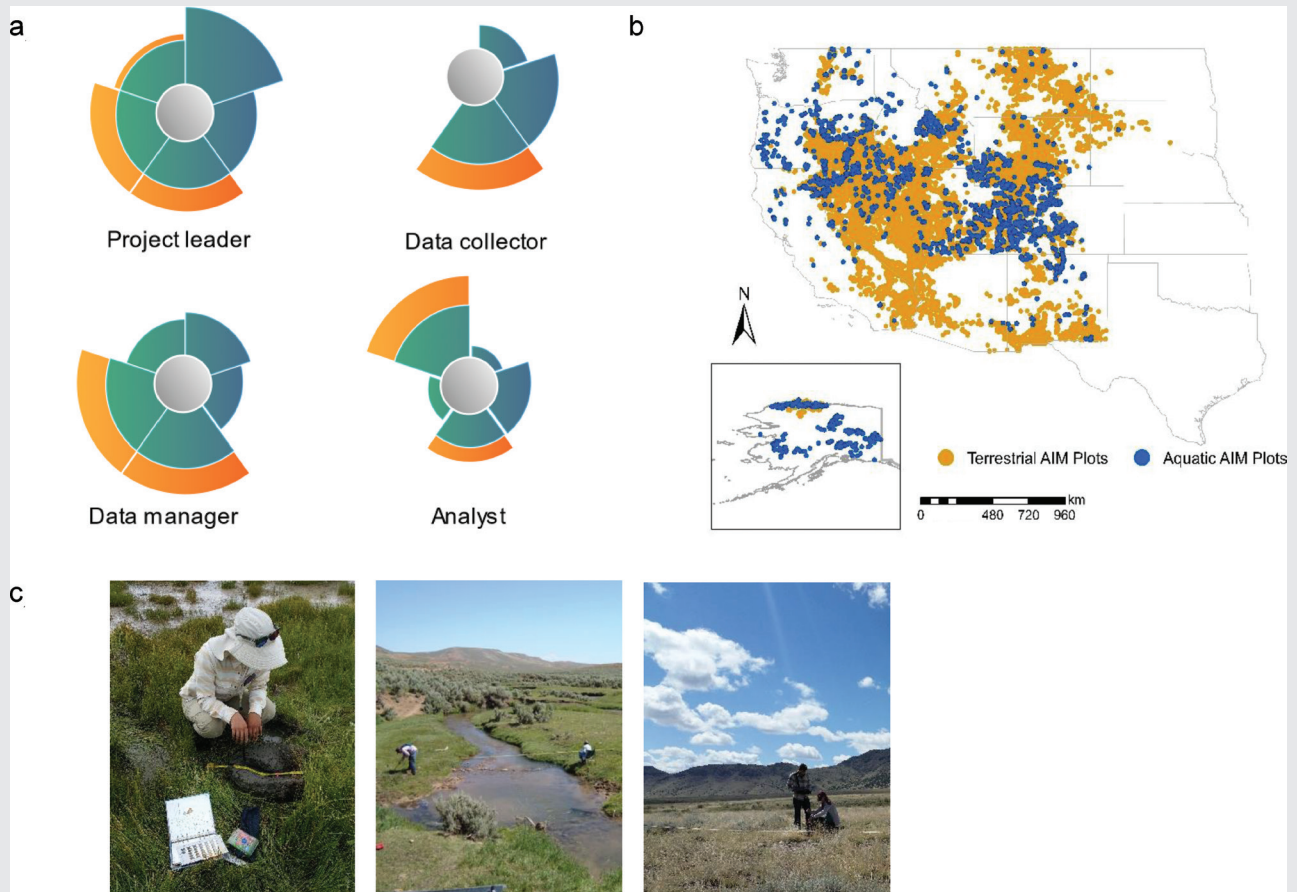 a
Project leader
Data collector
Data manager
Analyst
b
N
Terrestrial AIM Plots
Aquatic AIM Plots
km
0 480 720 960
c